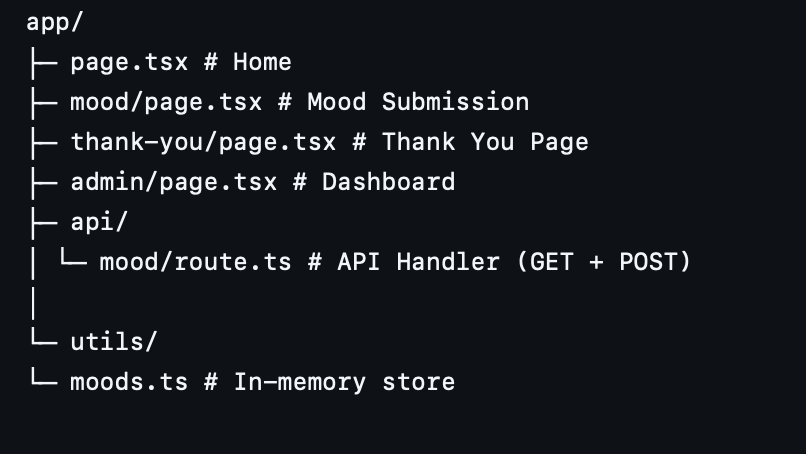 app/
├─ page.tsx # Home
├─ mood/page.tsx # Mood Submission
├─ thank-you/page.tsx # Thank You Page
├─ admin/page.tsx # Dashboard
├─ api/
│ └─ mood/route.ts # API Handler (GET + POST)
│
└─ utils/
└─ moods.ts # In-memory store